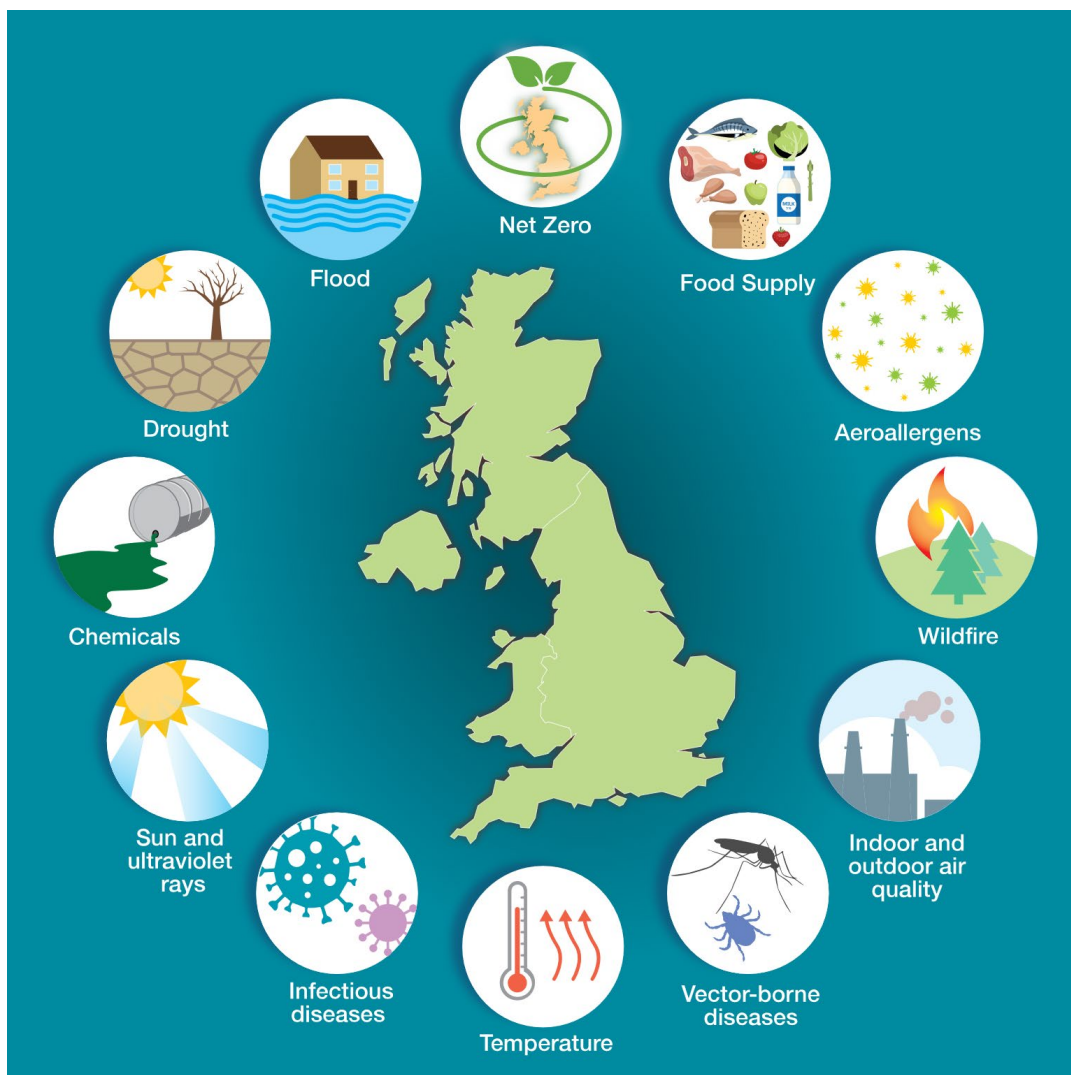 Net Zero
Food Supply
Aeroallergens
Wildfire
Indoor and
outdoor air
quality
Vector-borne
diseases
Temperature
Infectious
diseases
Sun and
ultraviolet
rays
Chemicals
Drought
Flood
MILK